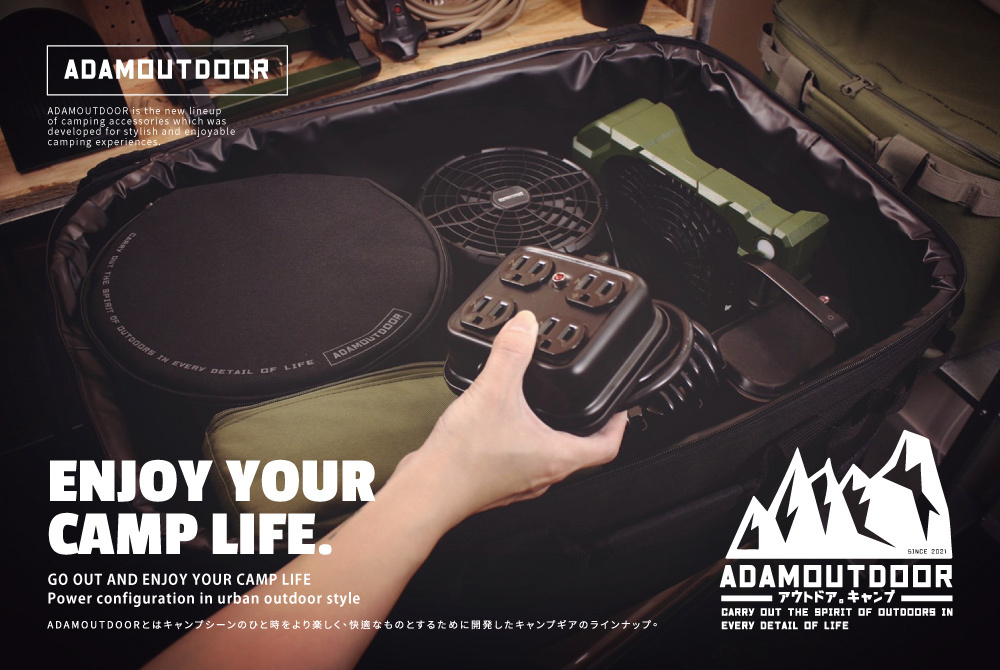 ADAMOUTDOOR
ADAMOUTDOOR is the new lineup
of camping accessories which was
developed for stylish and enjoyable
camping experiences.
CARRY OUT THE SPIRIT OF OUTDOORS IN EVERY DETAIL OF LIFE
ADAMOUTDOOR
ENJOY YOUR
CAMP LIFE.
GO OUT AND ENJOY YOUR CAMP LIFE
Power configuration in urban outdoor style
ADAMOUTDOORとはキャンプシーンのひと時をより楽しく、快適なものとするために開発したキャンプギアのラインナップ。
SINCE 2021
ADAMOUTDOOR
アウトドア。キャンプ
CARRY OUT THE SPIRIT OF OUTDOORS IN
EVERY DETAIL OF LIFE